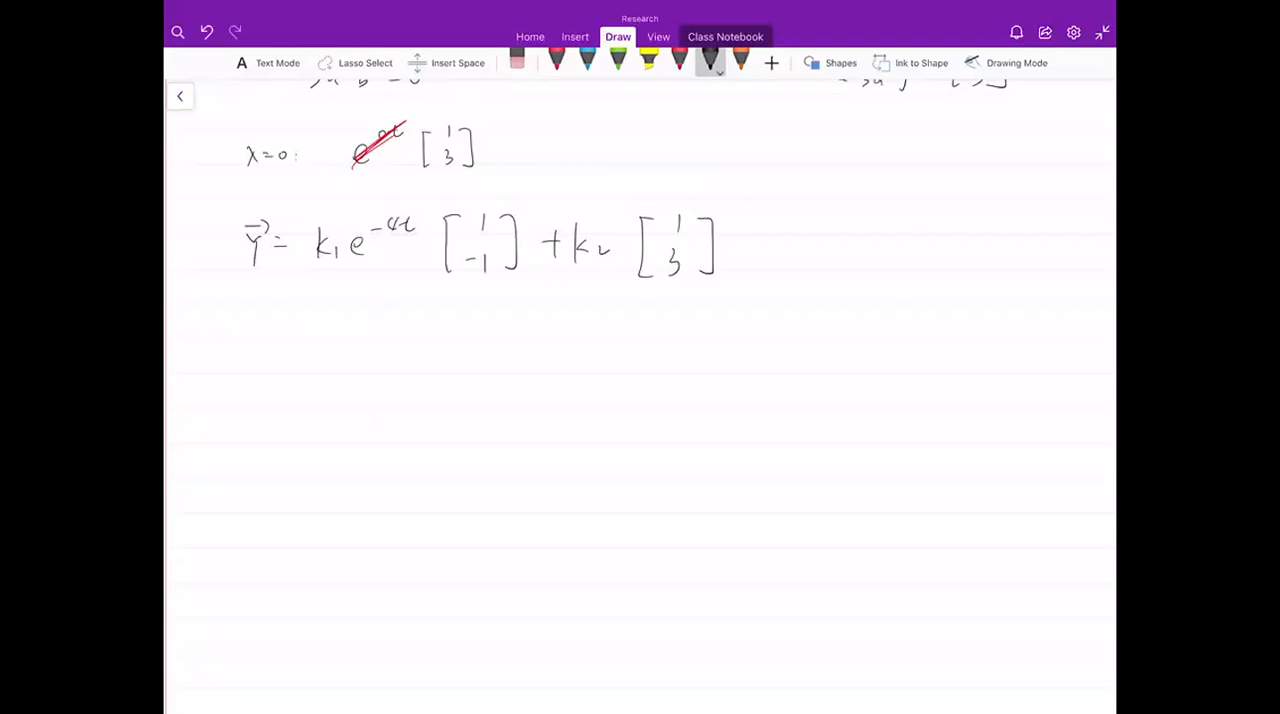 Research
Home Insert Draw View Class Notebook
A Text Mode Lasso Select Insert Space Shapes Ink to Shape Drawing Mode
λ=0: e^0t [1 3]
Y⃗ = k₁e^-4t [1 -1] + k₂ [1 3]